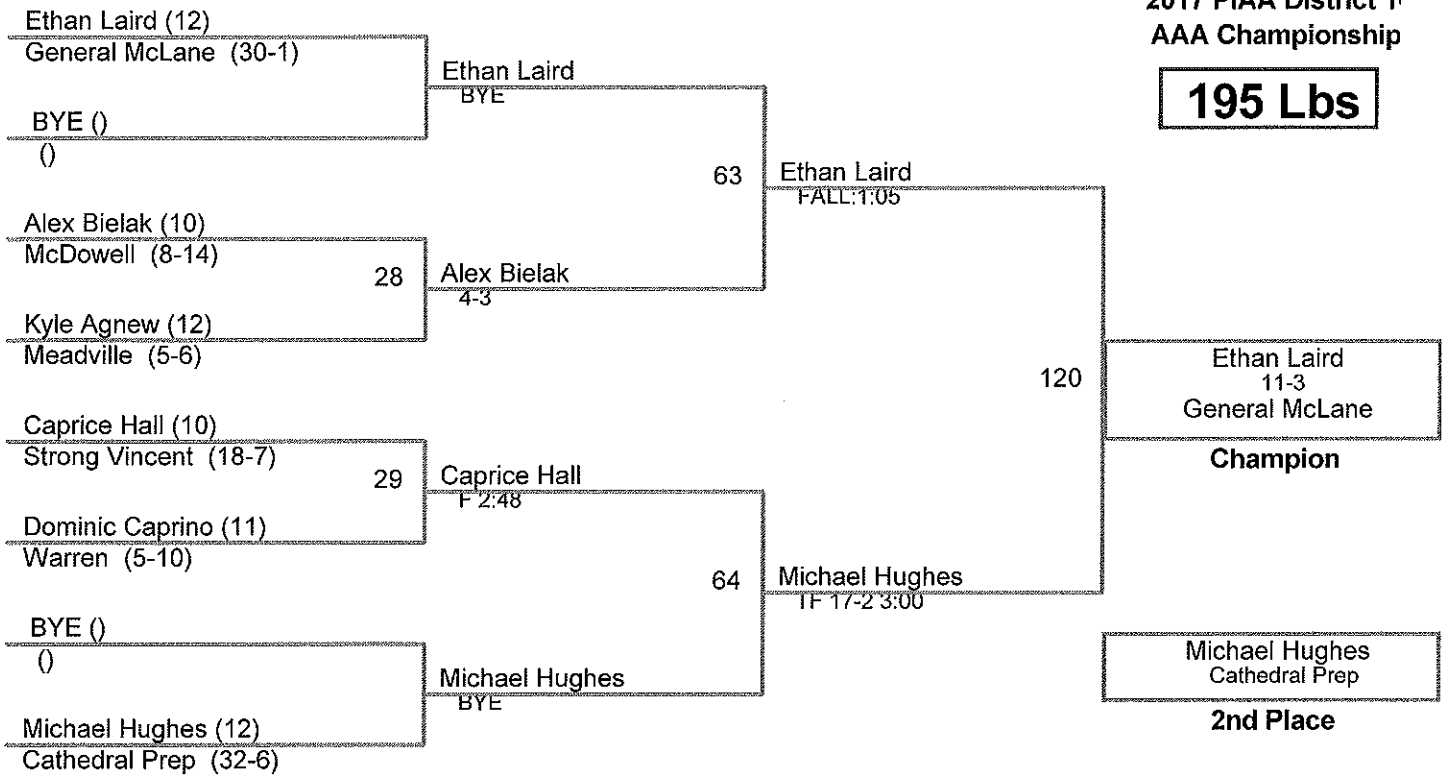 2017 PIAA District
AAA Championship
195 Lbs
Ethan Laird (12)
General McLane (30-1)
BYE ()
()
Alex Bielak (10)
McDowell (8-14)
Kyle Agnew (12)
Meadville (5-6)
Caprice Hall (10)
Strong Vincent (18-7)
Dominic Caprino (11)
Warren (5-10)
BYE ()
()
Michael Hughes (12)
Cathedral Prep (32-6)
Ethan Laird
BYE
28
Alex Bielak
4-3
29
Caprice Hall
F 2:48
Michael Hughes
BYE
63
Ethan Laird
FALL:1:05
64
Michael Hughes
TF 17-2 3:00
120
Ethan Laird
11-3
General McLane
Champion
Michael Hughes
Cathedral Prep
2nd Place